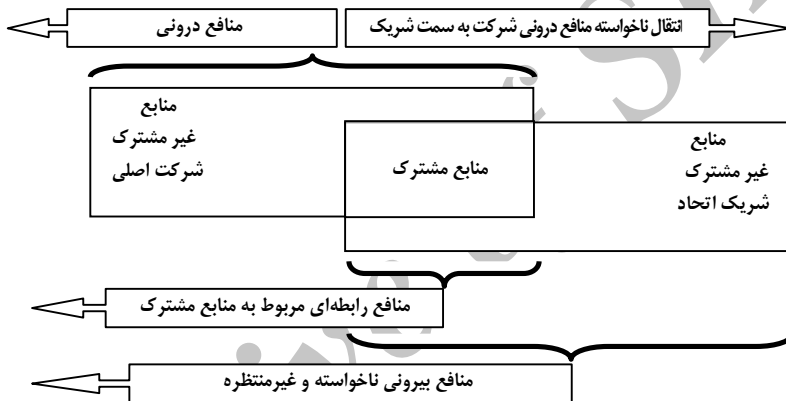 انتقال ناخواسته منافع درونی شرکت به سمت شریک
منافع درونی
منابع
غیر مشترک
شرکت اصلی
منابع مشترک
منابع
غیر مشترک
شریک اتحاد
منافع رابطه‌ای مربوط به منابع مشترک
منافع بیرونی ناخواسته و غیرمنتظره